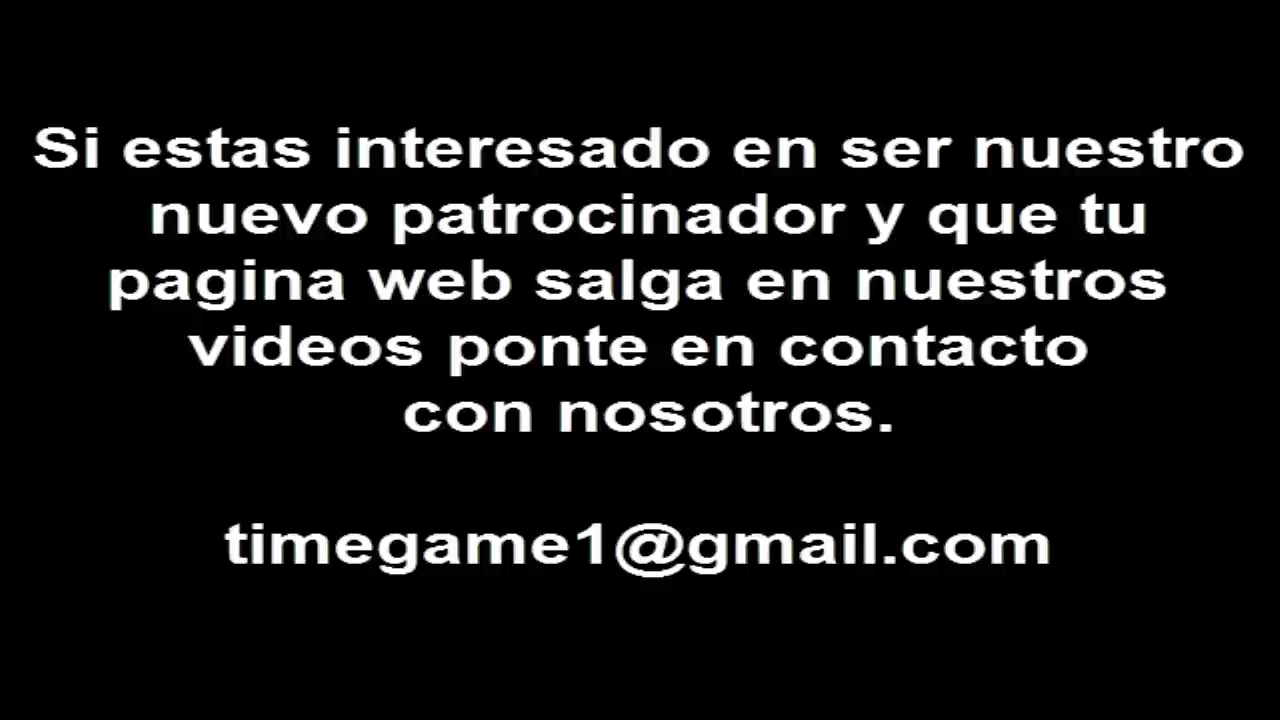 Si estas interesado en ser nuestro
nuevo patrocinador y que tu
pagina web salga en nuestros
videos ponte en contacto
con nosotros.
timegame1@gmail.com